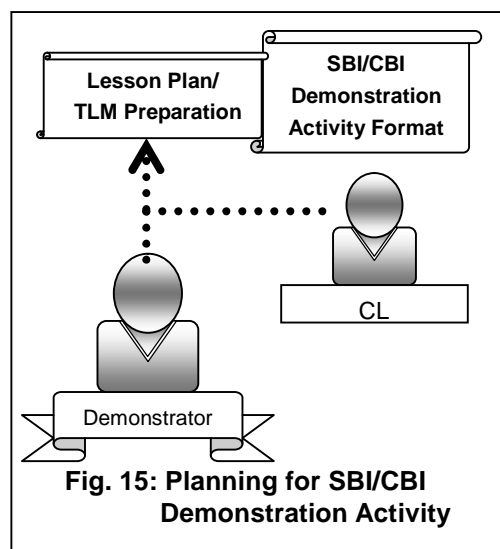 Lesson Plan/
TLM Preparation
SBI/CBI
Demonstration
Activity Format
CL
Demonstrator
Fig. 15: Planning for SBI/CBI
Demonstration Activity